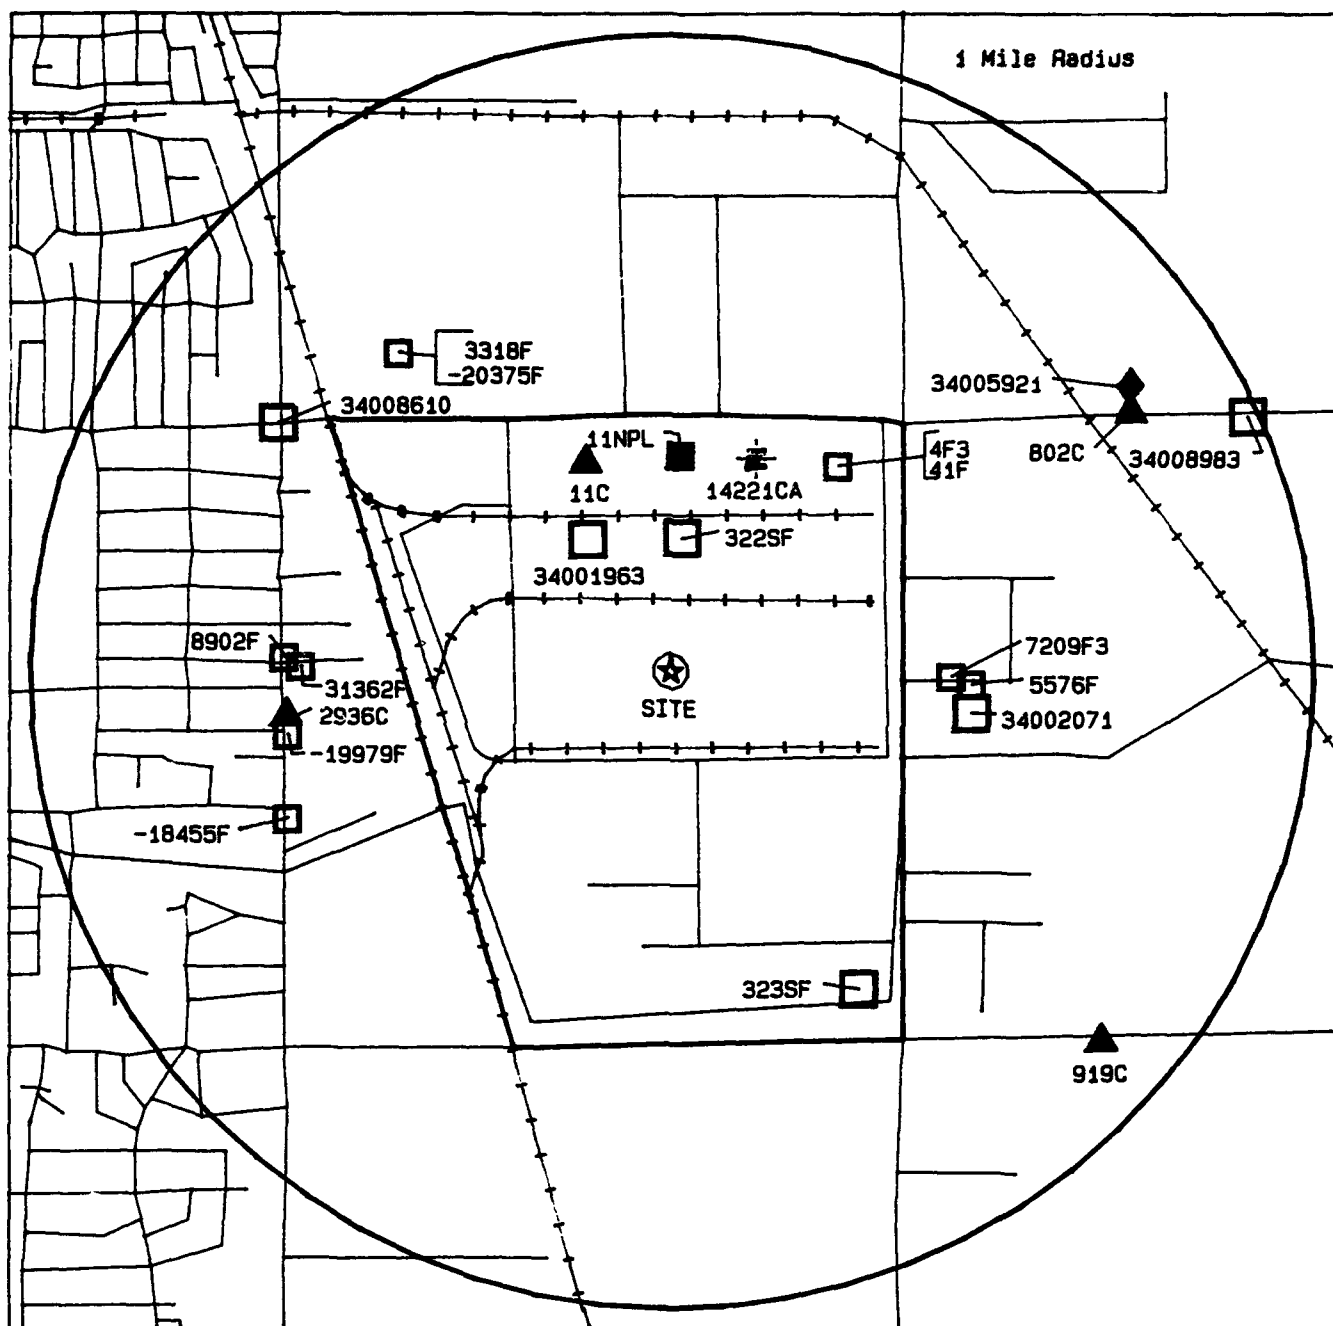 1 Mile Radius
3318F
-20375F
34005921
34008610
11NPL
4F3
41F
802C
34008983
11C
14221CA
322SF
34001963
8902F
7209F3
31362F
5576F
2936C
SITE
34002071
-19979F
-18455F
323SF
919C